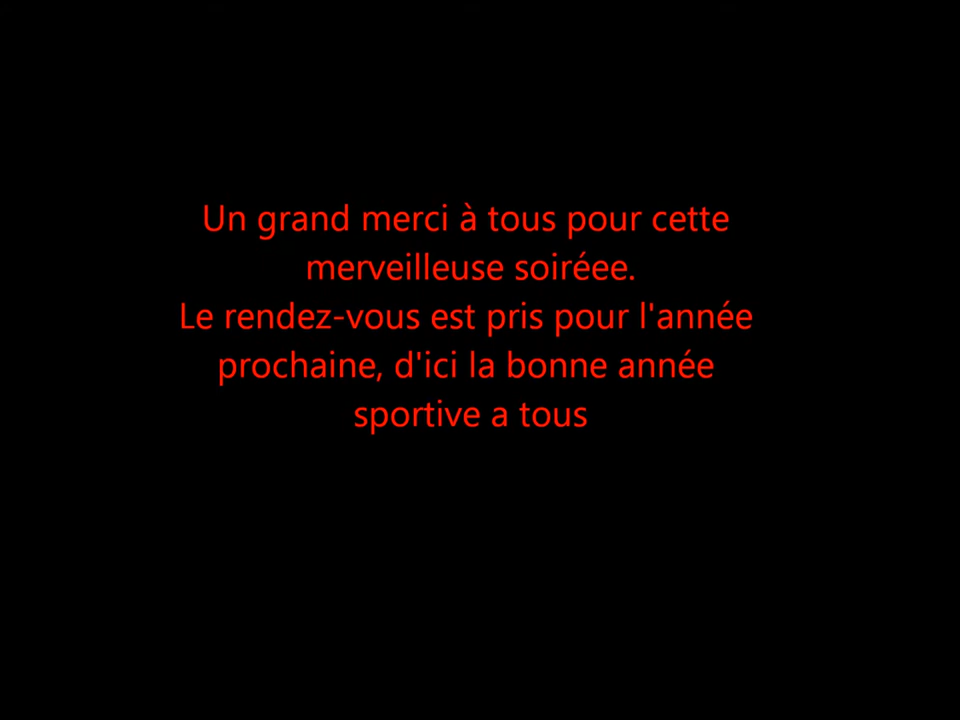 Un grand merci à tous pour cette
merveilleuse soiréee.
Le rendez-vous est pris pour l'année
prochaine, d'ici la bonne année
sportive a tous